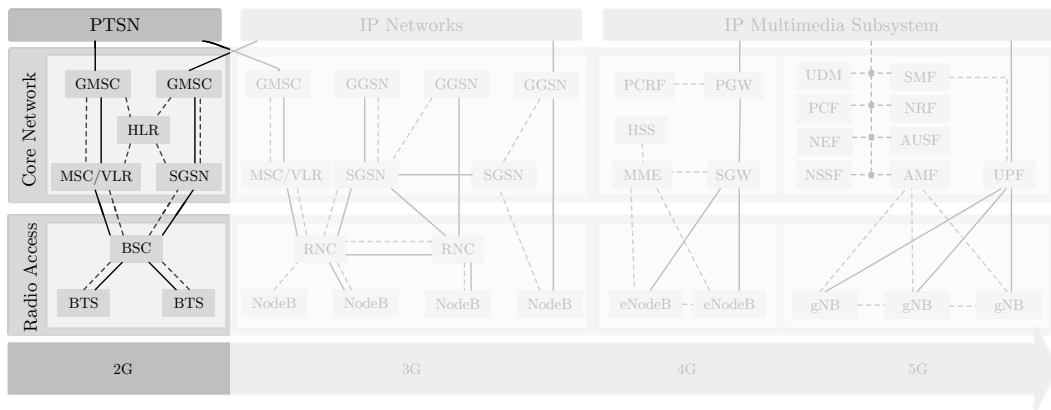 PTSN
IP Networks
IP Multimedia Subsystem
Core Network
GMSC
GMSC
HLR
MSC/VLR
SGSN
GMSC
GGSN
GGSN
GGSN
MSC/VLR
SGSN
SGSN
PCRF
PGW
HSS
MME
SGW
UDM
SMF
PCF
NRF
NEF
AUSF
NSSF
AMF
UPF
Radio Access
BSC
BTS
BTS
RNC
RNC
NodeB
NodeB
NodeB
NodeB
eNodeB
eNodeB
gNB
gNB
gNB
2G
3G
4G
5G